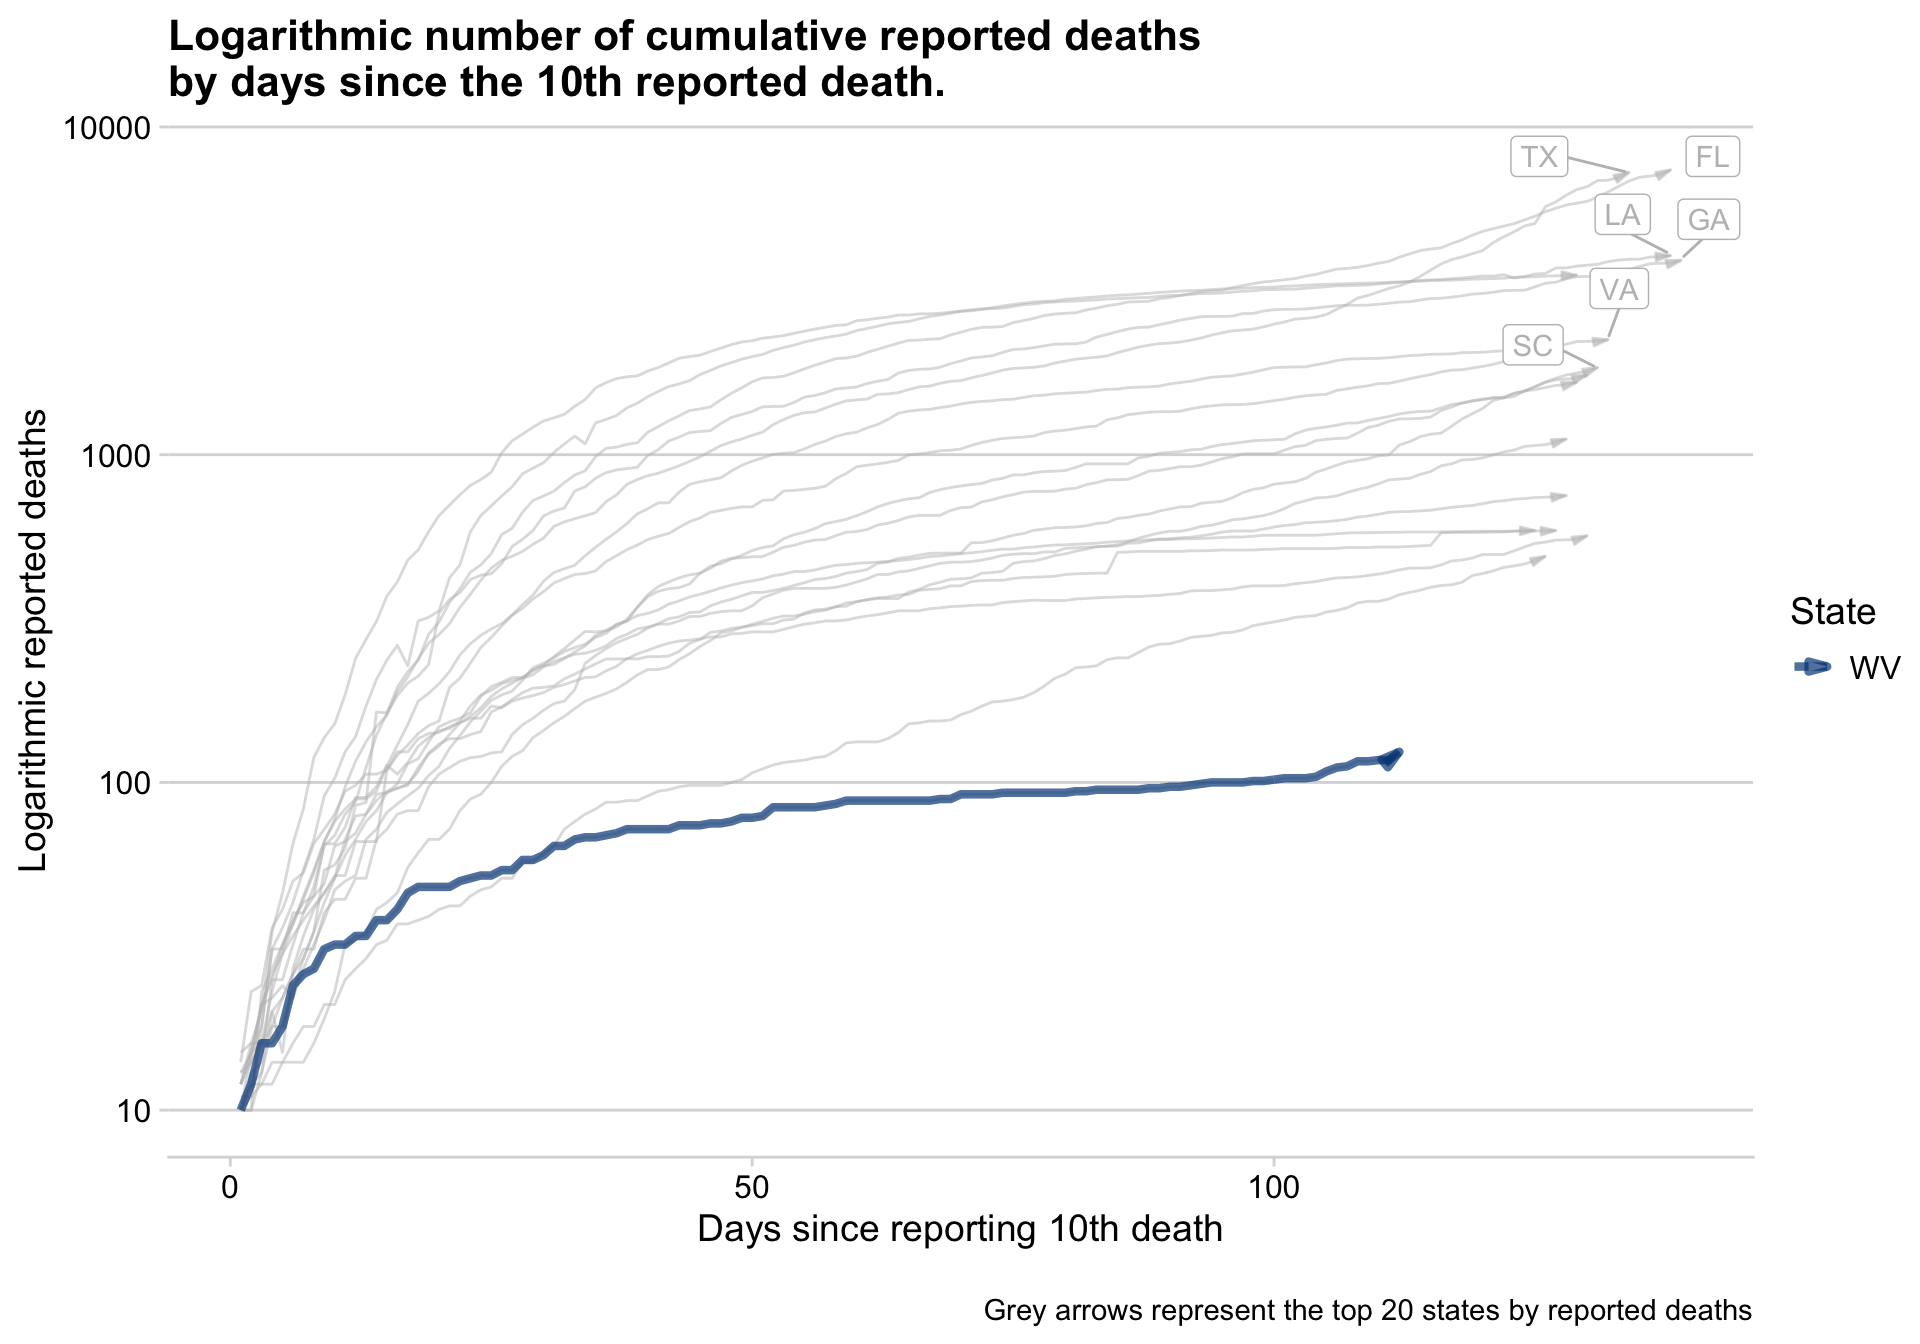 Logarithmic number of cumulative reported deaths
by days since the 10th reported death.
10000
1000
100
10
Logarithmic reported deaths
TX
FL
LA
GA
VA
SC
State
WV
0
50
100
Days since reporting 10th death
Grey arrows represent the top 20 states by reported deaths